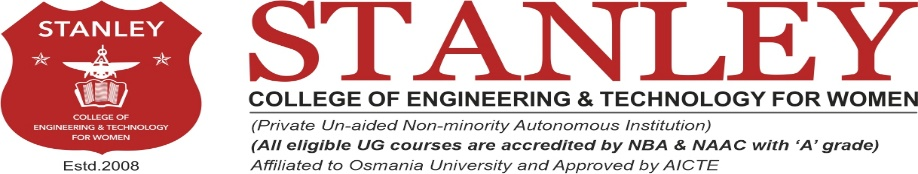 STANLEY
COLLEGE OF
ENGINEERING & TECHNOLOGY
FOR WOMEN
Estd.2008
STANLEY
COLLEGE OF ENGINEERING & TECHNOLOGY FOR WOMEN
(Private Un-aided Non-minority Autonomous Institution)
(All eligible UG courses are accredited by NBA & NAAC with ‘A’ grade)
Affiliated to Osmania University and Approved by AICTE